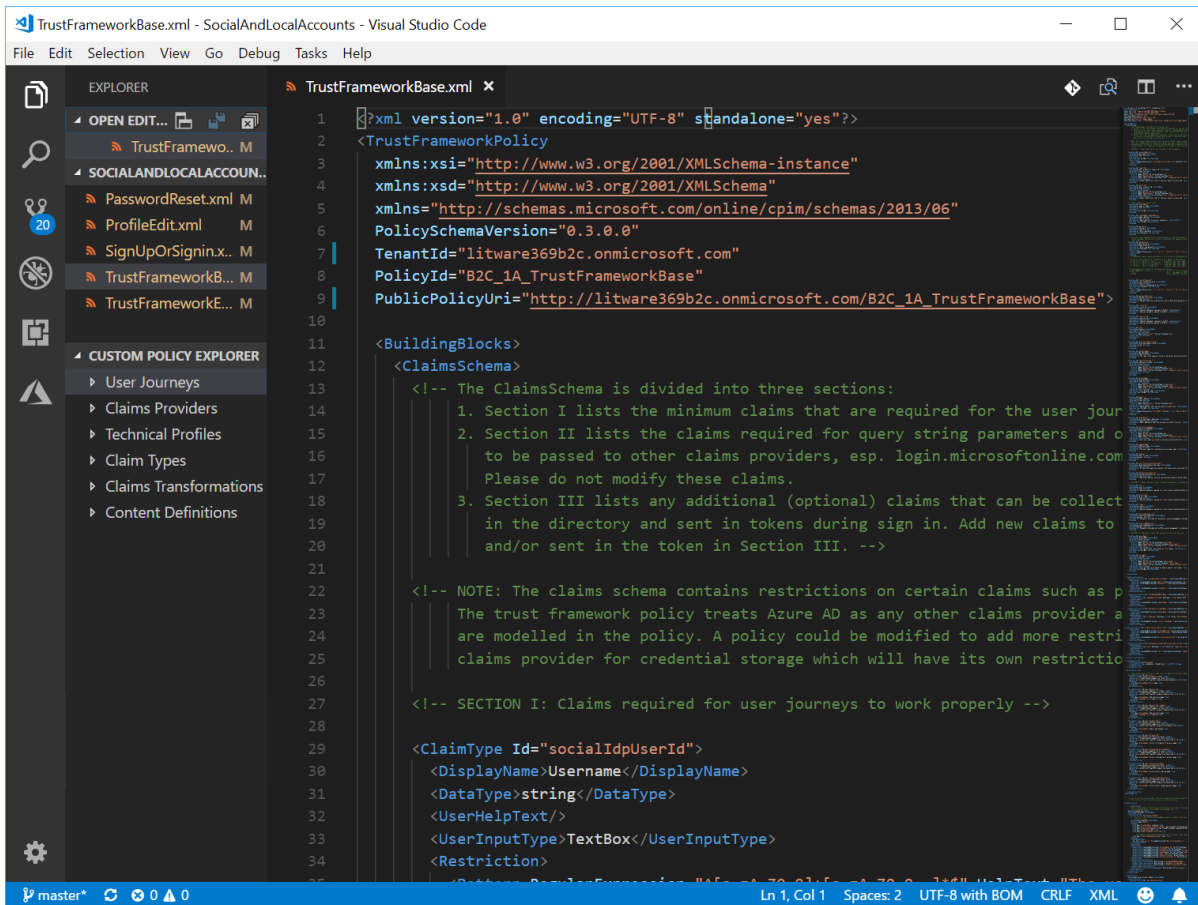 TrustFrameworkBase.xml - SocialAndLocalAccounts - Visual Studio Code
File Edit Selection View Go Debug Tasks Help
EXPLORER
OPEN EDIT...
TrustFramewo.. M
SOCIALANDLOCALACCOUN..
PasswordReset.xml M
ProfileEdit.xml M
SignUpOrSignin.x.. M
TrustFrameworkB... M
TrustFrameworkE... M
CUSTOM POLICY EXPLORER
User Journeys
Claims Providers
Technical Profiles
Claim Types
Claims Transformations
Content Definitions
20
TrustFrameworkBase.xml
1 <?xml version="1.0" encoding="UTF-8" standalone="yes"?>
2 <TrustFrameworkPolicy
3 xmlns:xsi="http://www.w3.org/2001/XMLSchema-instance"
4 xmlns:xsd="http://www.w3.org/2001/XMLSchema"
5 xmlns="http://schemas.microsoft.com/online/cpim/schemas/2013/06"
6 PolicySchemaVersion="0.3.0.0"
7 TenantId="litware369b2c.onmicrosoft.com"
8 PolicyId="B2C_1A_TrustFrameworkBase"
9 PublicPolicyUri="http://litware369b2c.onmicrosoft.com/B2C_1A_TrustFrameworkBase">
10
11 <BuildingBlocks>
12 <ClaimsSchema>
13 <!-- The ClaimsSchema is divided into three sections:
14 1. Section I lists the minimum claims that are required for the user jour
15 2. Section II lists the claims required for query string parameters and o
16 to be passed to other claims providers, esp. login.microsoftonline.com
17 Please do not modify these claims.
18 3. Section III lists any additional (optional) claims that can be collect
19 in the directory and sent in tokens during sign in. Add new claims to
20 and/or sent in the token in Section III. -->
21
22 <!-- NOTE: The claims schema contains restrictions on certain claims such as p
23 The trust framework policy treats Azure AD as any other claims provider a
24 are modelled in the policy. A policy could be modified to add more restri
25 claims provider for credential storage which will have its own restrictio
26
27 <!-- SECTION I: Claims required for user journeys to work properly -->
28
29 <ClaimType Id="socialIdpUserId">
30 <DisplayName>Username</DisplayName>
31 <DataType>string</DataType>
32 <UserHelpText/>
33 <UserInputType>TextBox</UserInputType>
34 <Restriction>
master* 0 0 Ln 1, Col 1 Spaces: 2 UTF-8 with BOM CRLF XML